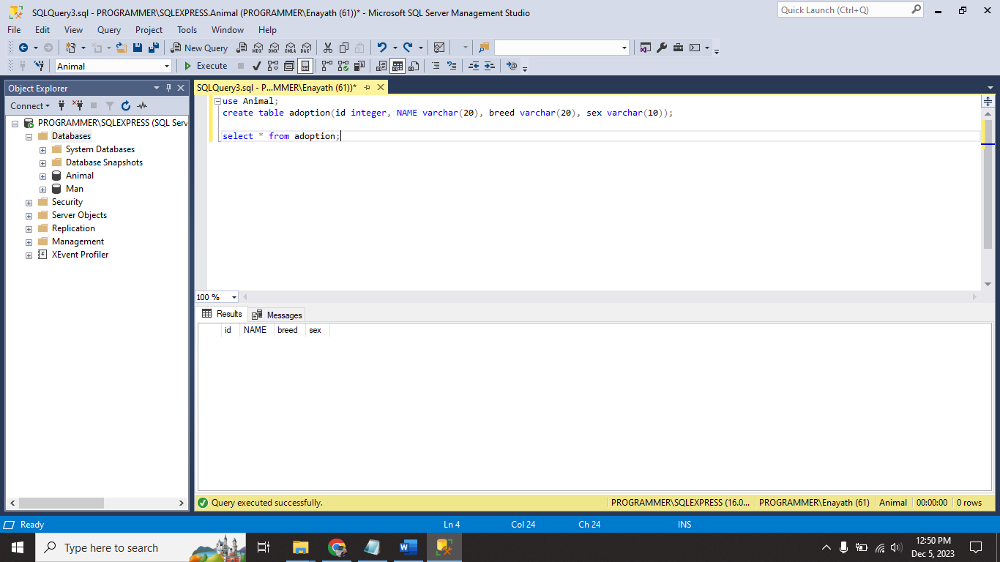 SQLQuery3.sql - PROGRAMMER\SQLEXPRESS.Animal (PROGRAMMER\Enayath (61))* - Microsoft SQL Server Management Studio
Quick Launch (Ctrl+Q)
File Edit View Query Project Tools Window Help
New Query MDX DMX XMLA DAX
Animal Execute
Object Explorer
SQLQuery3.sql - P...MMER\Enayath (61))*
Connect
PROGRAMMER\SQLEXPRESS (SQL Serv
Databases
System Databases
Database Snapshots
Animal
Man
Security
Server Objects
Replication
Management
XEvent Profiler
use Animal;
create table adoption(id integer, NAME varchar(20), breed varchar(20), sex varchar(10));
select * from adoption;
100 %
Results Messages
id NAME breed sex
Query executed successfully. PROGRAMMER\SQLEXPRESS (16.0... PROGRAMMER\Enayath (61) Animal 00:00:00 0 rows
Ready Ln 4 Col 24 Ch 24 INS
Type here to search
12:50 PM
Dec 5, 2023